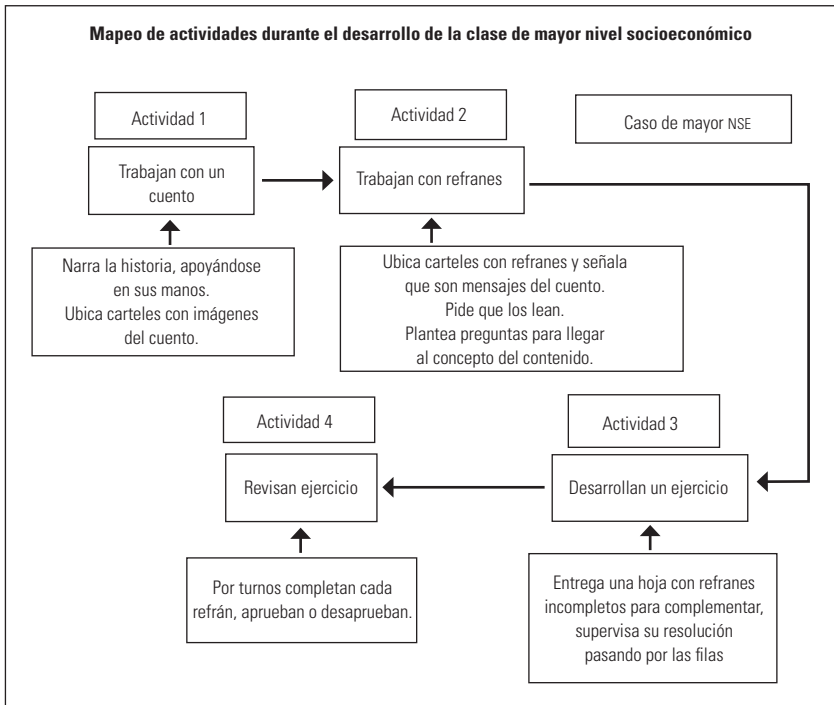 Mapeo de actividades durante el desarrollo de la clase de mayor nivel socioeconómico
Actividad 1
Actividad 2
Caso de mayor NSE
Trabajan con un
cuento
Trabajan con refranes
Narra la historia, apoyándose
en sus manos.
Ubica carteles con imágenes
del cuento.
Ubica carteles con refranes y señala
que son mensajes del cuento.
Pide que los lean.
Plantea preguntas para llegar
al concepto del contenido.
Actividad 4
Actividad 3
Revisan ejercicio
Desarrollan un ejercicio
Por turnos completan cada
refrán, aprueban o desaprueban.
Entrega una hoja con refranes
incompletos para complementar,
supervisa su resolución
pasando por las filas